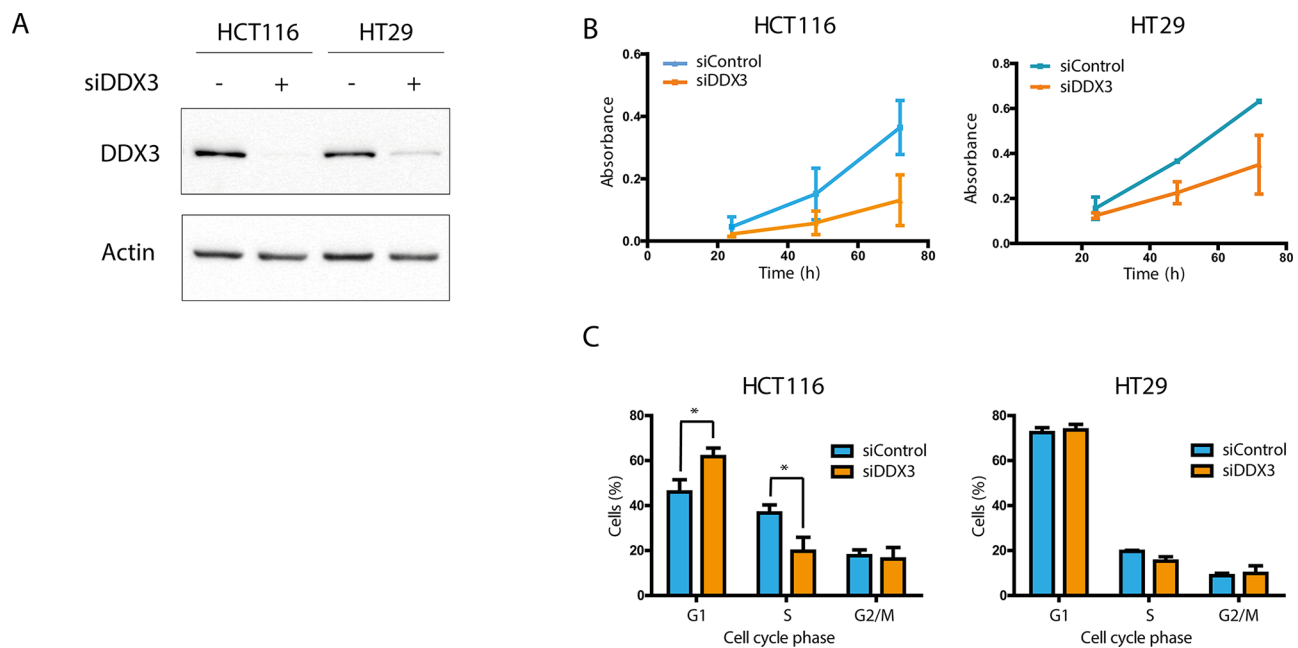 A
HCT116 HT29
siDDX3 - + - +
DDX3
Actin
B
HCT116
0.6
0.4
0.2
0.0
Absorbance
siControl
siDDX3
0 20 40 60 80
Time (h)
HT29
0.8
0.6
0.4
0.2
0.0
Absorbance
siControl
siDDX3
20 40 60 80
Time (h)
C
HCT116
80
60
40
20
0
Cells (%)
* *
siControl
siDDX3
G1 S G2/M
Cell cycle phase
HT29
80
60
40
20
0
Cells (%)
siControl
siDDX3
G1 S G2/M
Cell cycle phase